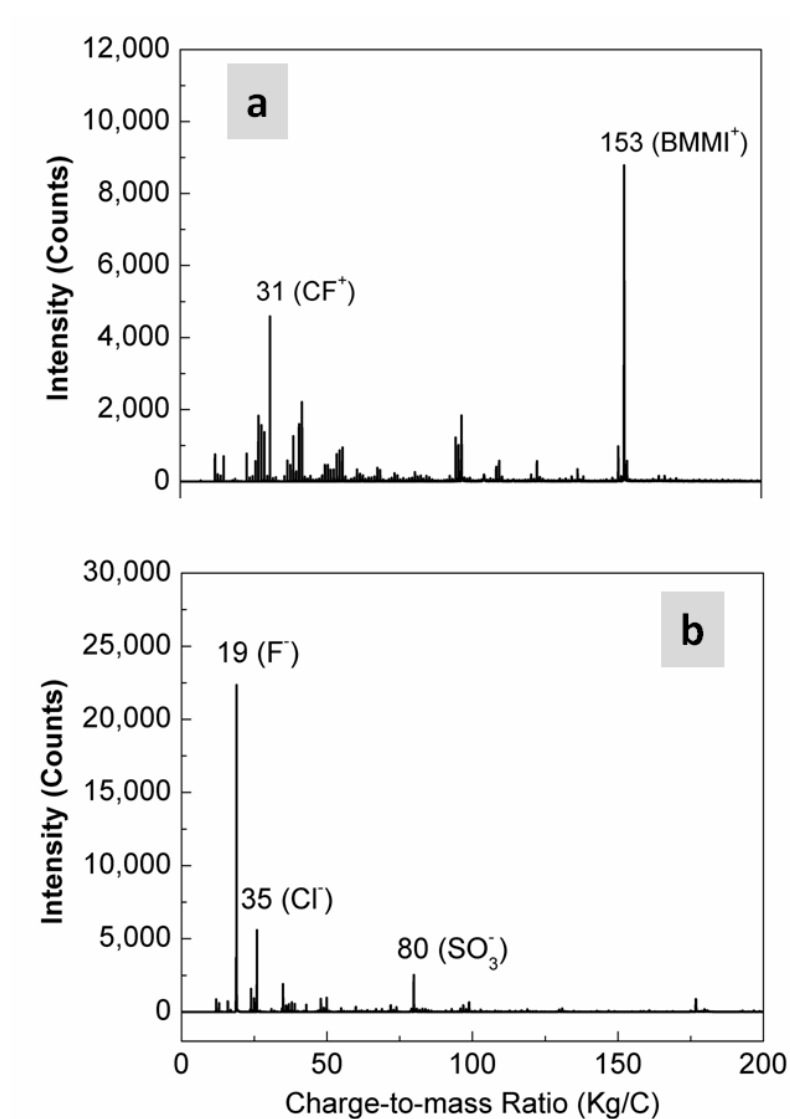 12,000
a
10,000
153 (BMMI⁺)
8,000
6,000
31 (CF⁺)
4,000
2,000
0
Intensity (Counts)
30,000
b
25,000
19 (F⁻)
20,000
15,000
10,000
35 (Cl⁻)
5,000
80 (SO₃⁻)
0
Intensity (Counts)
0 50 100 150 200
Charge-to-mass Ratio (Kg/C)